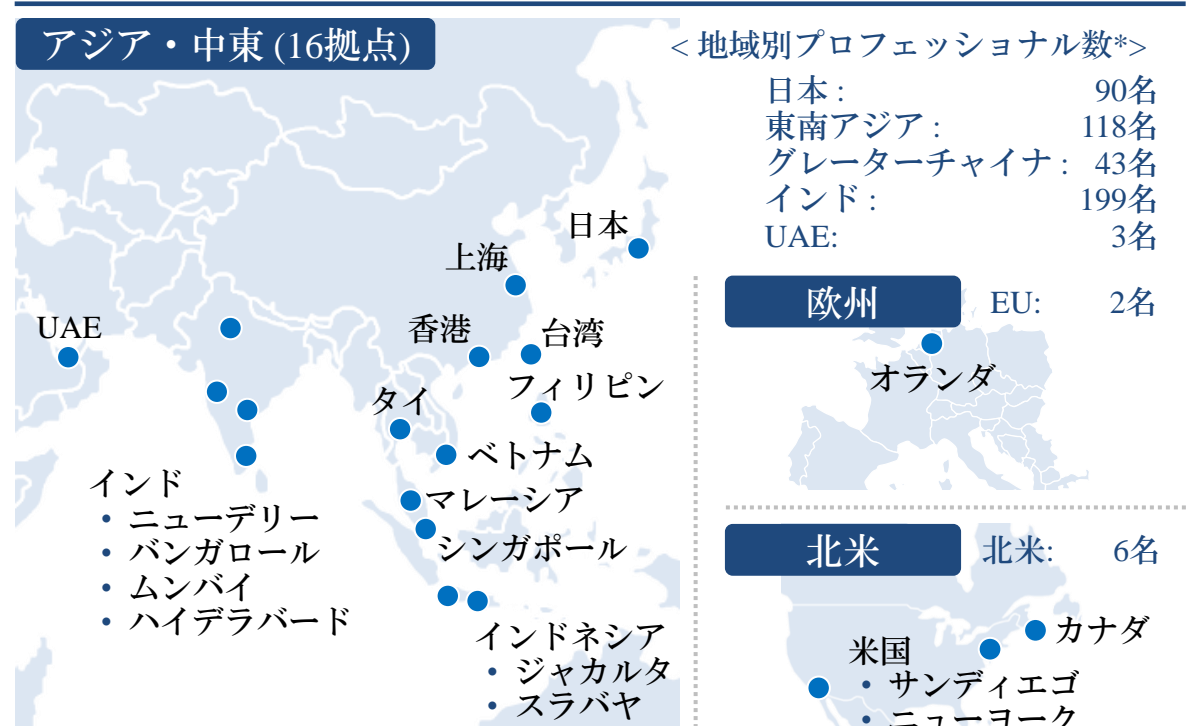 アジア・中東 (16拠点)
< 地域別プロフェッショナル数*>
日本 : 90名
東南アジア : 118名
グレーターチャイナ : 43名
インド : 199名
UAE: 3名
日本
上海
UAE
香港
台湾
フィリピン
タイ
ベトナム
マレーシア
シンガポール
インド
• ニューデリー
• バンガロール
• ムンバイ
• ハイデラバード
インドネシア
• ジャカルタ
• スラバヤ
欧州 EU: 2名
オランダ
北米 北米: 6名
カナダ
米国
• サンディエゴ
• ニューヨーク